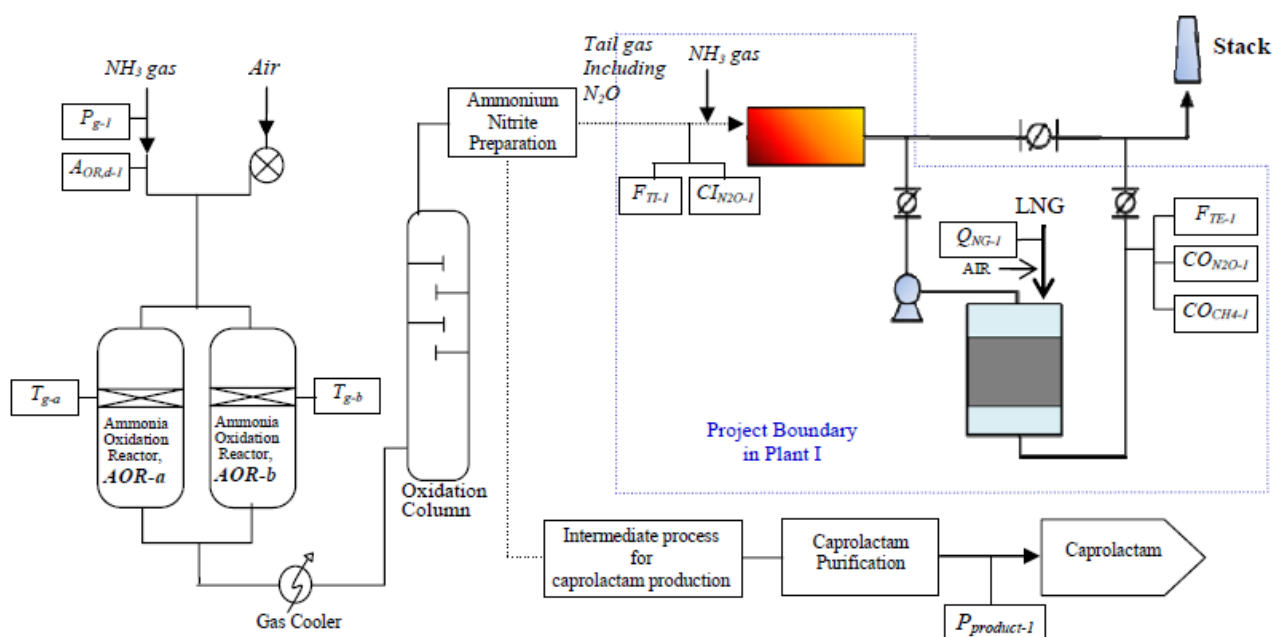 NH3 gas
Air
Pg-1
AOR,d-1
Tg-a
Ammonia
Oxidation
Reactor,
AOR-a
Ammonia
Oxidation
Reactor,
AOR-b
Tg-b
Gas Cooler
Oxidation
Column
Ammonium
Nitrite
Preparation
Tail gas
Including
N2O
NH3 gas
FTI-1
CIN2O-1
Stack
LNG
QNG-1
AIR
FTE-1
CON2O-1
COCH4-1
Project Boundary
in Plant I
Intermediate process
for
caprolactam production
Caprolactam
Purification
Caprolactam
Pproduct-1